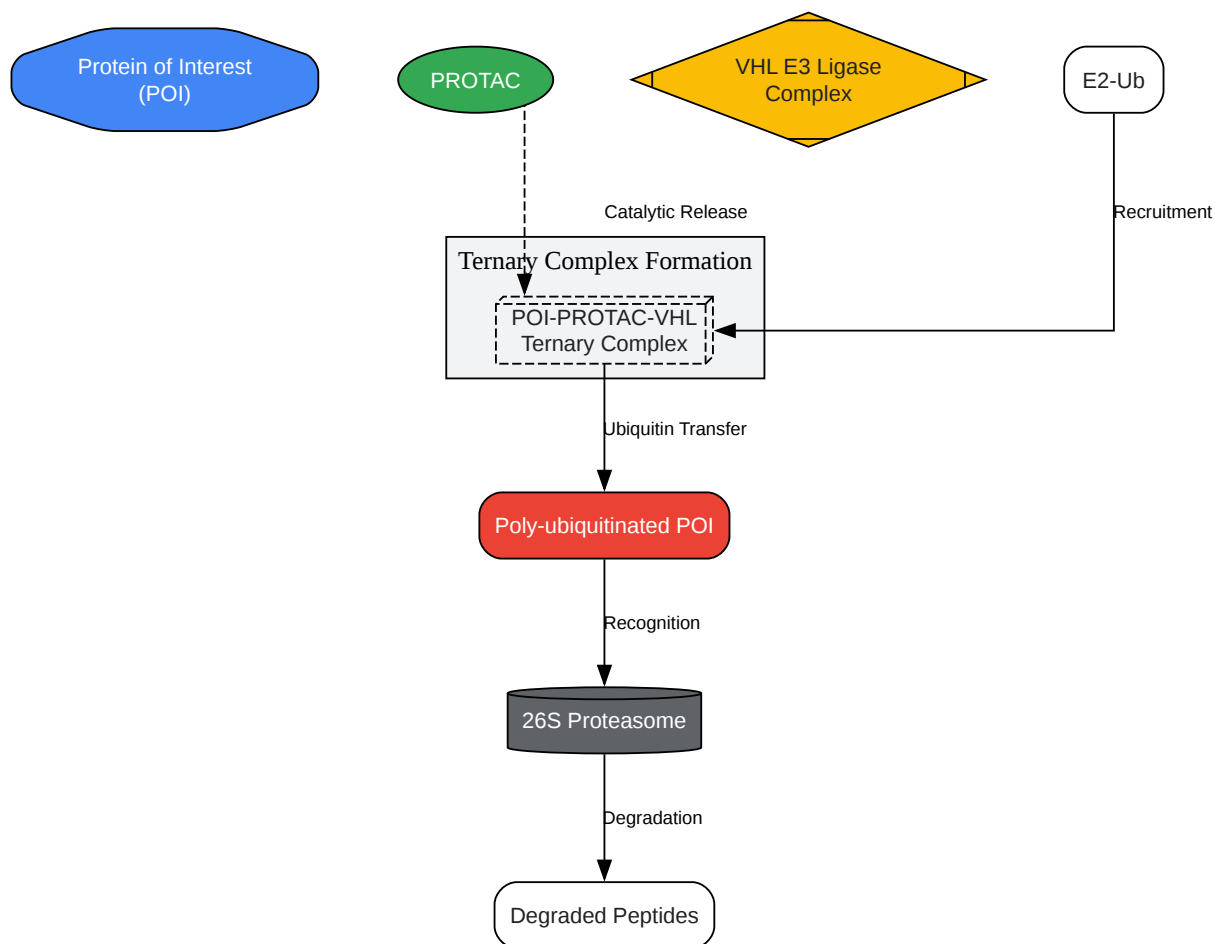 Protein of Interest
(POI)
PROTAC
VHL E3 Ligase
Complex
E2-Ub
Catalytic Release
Recruitment
Ternary Complex Formation
POI-PROTAC-VHL
Ternary Complex
Ubiquitin Transfer
Poly-ubiquitinated POI
Recognition
26S Proteasome
Degradation
Degraded Peptides